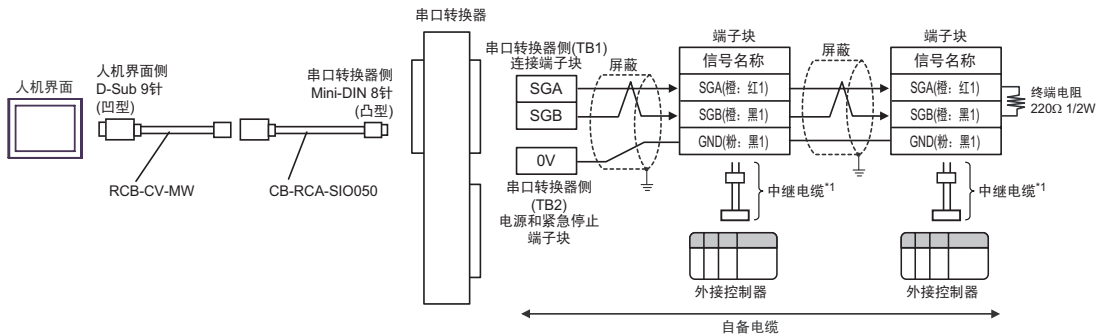 串口转换器
人机界面
人机界面侧
D-Sub 9针
(凹型)
RCB-CV-MW
串口转换器侧
Mini-DIN 8针
(凸型)
CB-RCA-SIO050
串口转换器侧(TB1)
连接端子块
SGA
SGB
0V
串口转换器侧
(TB2)
电源和紧急停止
端子块
屏蔽
端子块
信号名称
SGA(橙：红1)
SGB(橙：黑1)
GND(粉：黑1)
中继电缆*1
外接控制器
屏蔽
端子块
信号名称
SGA(橙：红1)
SGB(橙：黑1)
GND(粉：黑1)
终端电阻
220Ω 1/2W
中继电缆*1
外接控制器
自备电缆